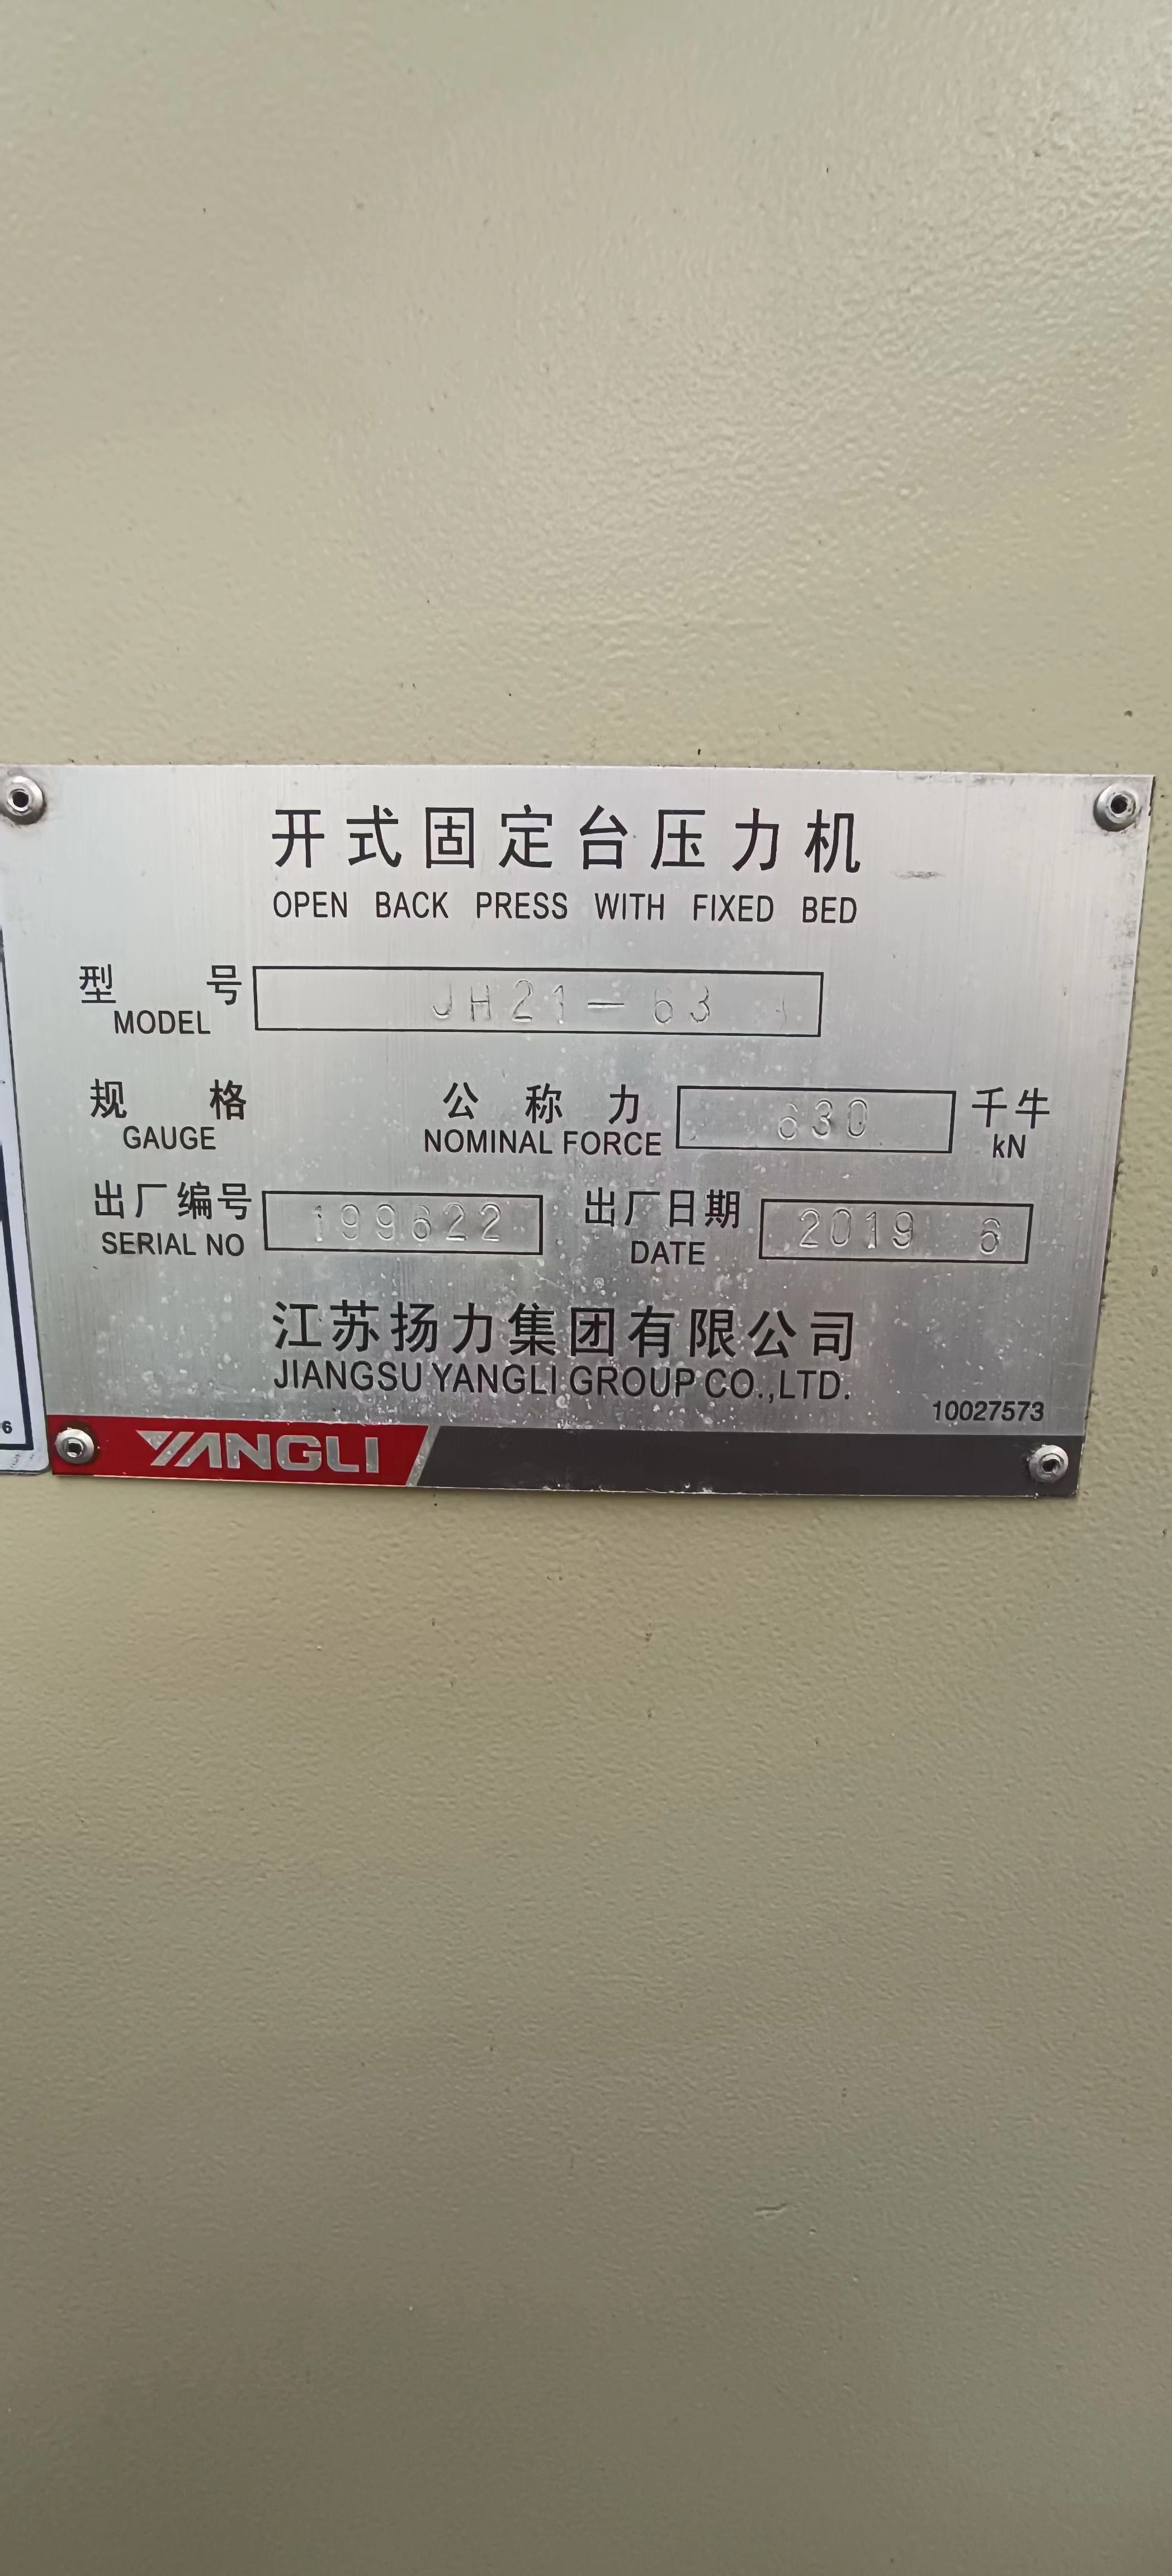 开式固定台压力机
OPEN BACK PRESS WITH FIXED BED
型号 JH21-63
MODEL
规格 公称力 630 千牛
GAUGE NOMINAL FORCE kN
出厂编号 199622 出厂日期 2019 6
SERIAL NO DATE
江苏扬力集团有限公司
JIANGSU YANGLI GROUP CO.,LTD.
10027573
YANGLI
6